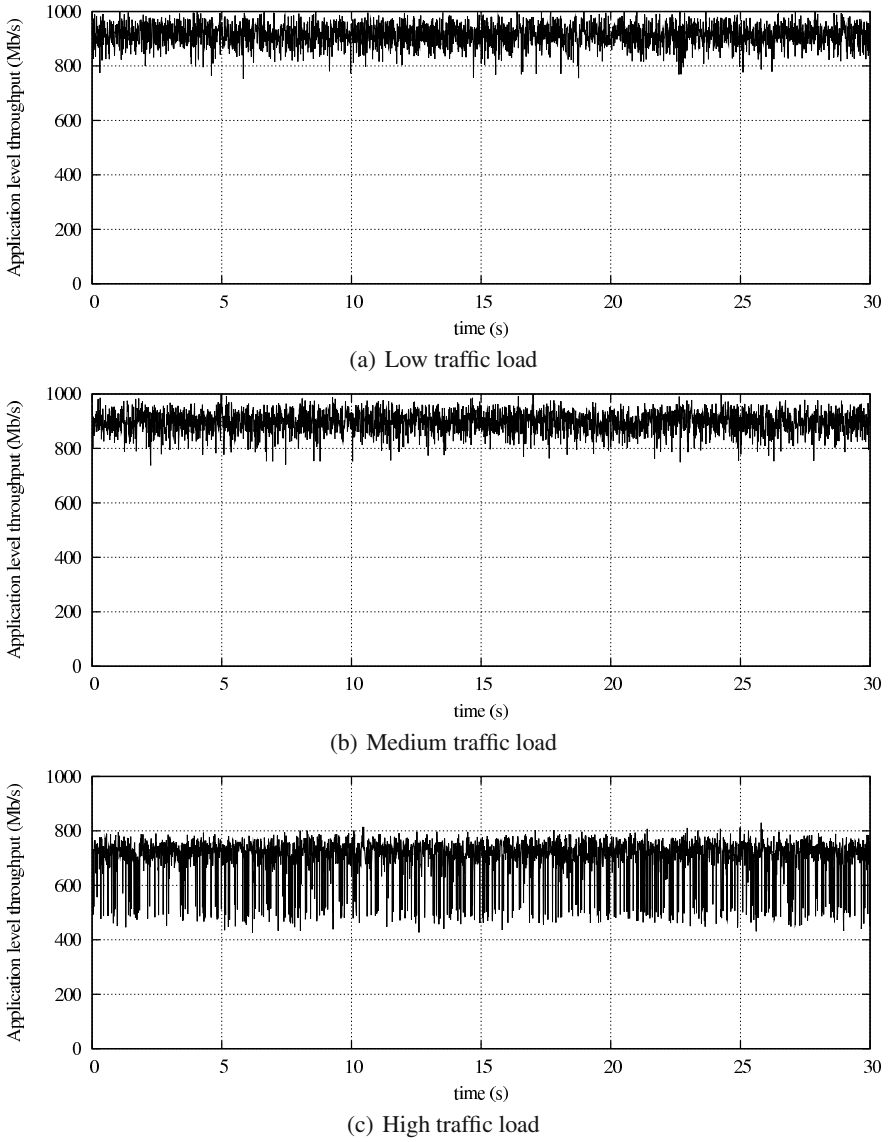 Application level throughput (Mb/s)
1000
800
600
400
200
0
0 5 10 15 20 25 30
time (s)
(a) Low traffic load
Application level throughput (Mb/s)
1000
800
600
400
200
0
0 5 10 15 20 25 30
time (s)
(b) Medium traffic load
Application level throughput (Mb/s)
1000
800
600
400
200
0
0 5 10 15 20 25 30
time (s)
(c) High traffic load